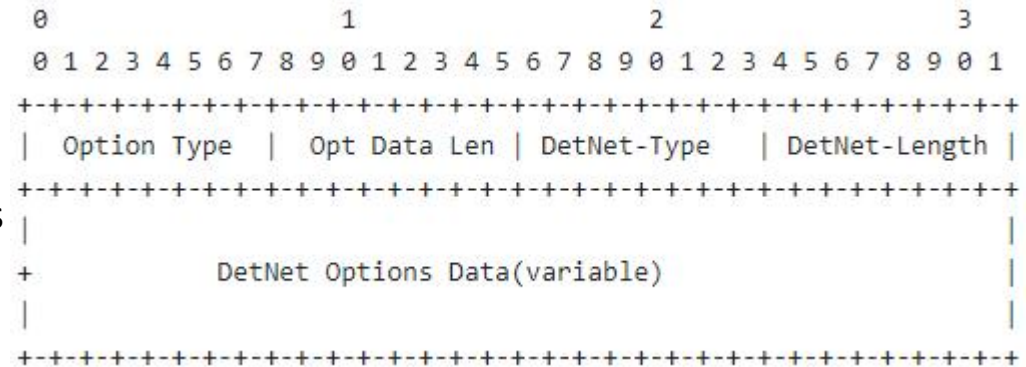 0                   1                   2                   3
0 1 2 3 4 5 6 7 8 9 0 1 2 3 4 5 6 7 8 9 0 1 2 3 4 5 6 7 8 9 0 1
+-+-+-+-+-+-+-+-+-+-+-+-+-+-+-+-+-+-+-+-+-+-+-+-+-+-+-+-+-+-+-+-+
|  Option Type  |  Opt Data Len | DetNet-Type   | DetNet-Length |
+-+-+-+-+-+-+-+-+-+-+-+-+-+-+-+-+-+-+-+-+-+-+-+-+-+-+-+-+-+-+-+-+
|                                                               |
+            DetNet Options Data(variable)                      |
|                                                               |
+-+-+-+-+-+-+-+-+-+-+-+-+-+-+-+-+-+-+-+-+-+-+-+-+-+-+-+-+-+-+-+-+